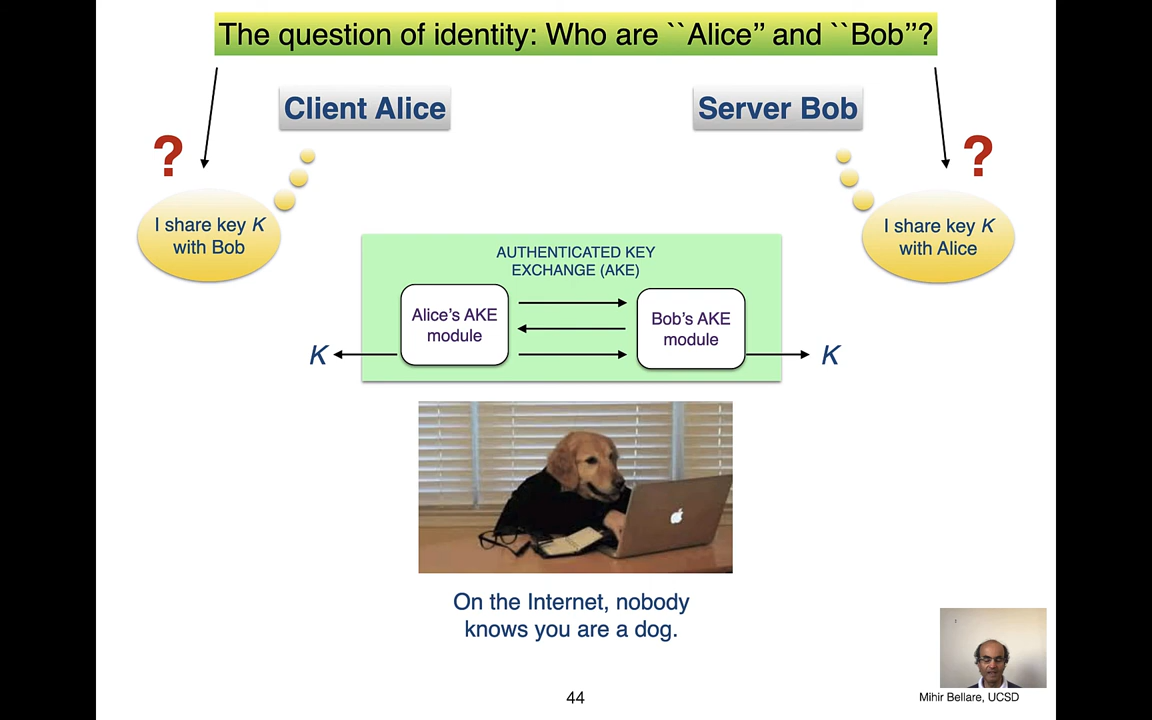 The question of identity: Who are ``Alice” and ``Bob”?
Client Alice
Server Bob
?
?
I share key K
with Bob
I share key K
with Alice
AUTHENTICATED KEY
EXCHANGE (AKE)
Alice’s AKE
module
Bob’s AKE
module
K
K
On the Internet, nobody
knows you are a dog.
44
Mihir Bellare, UCSD